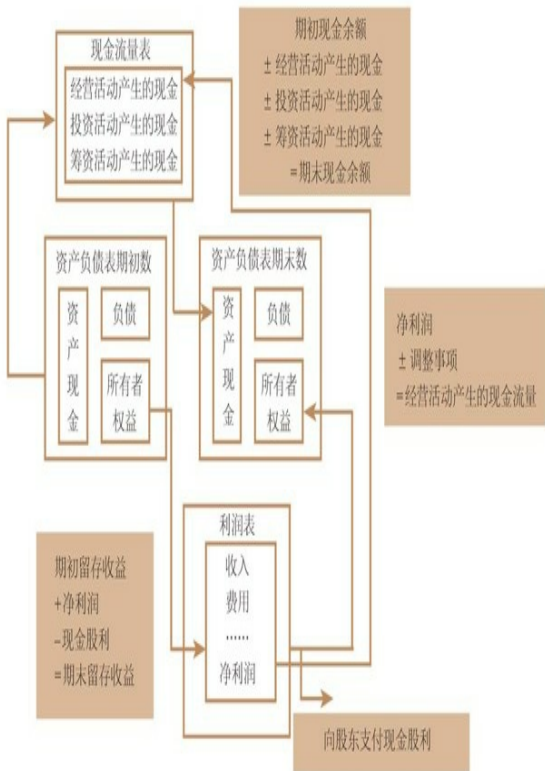 期初现金余额
±经营活动产生的现金
±投资活动产生的现金
±筹资活动产生的现金
=期末现金余额
现金流量表
经营活动产生的现金
投资活动产生的现金
筹资活动产生的现金
资产负债表期初数
资产现金
负债
所有者
权益
资产负债表期末数
资产现金
负债
所有者
权益
净利润
±调整事项
=经营活动产生的现金流量
利润表
收入
费用
……
净利润
期初留存收益
+净利润
–现金股利
=期末留存收益
向股东支付现金股利